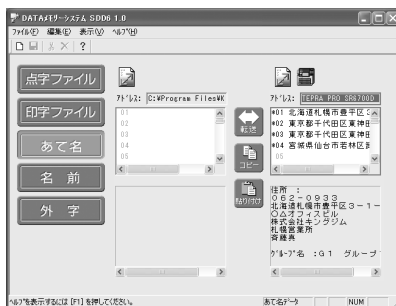 DATAメモリーシステム SDD6 1.0
ファイル(F) 編集(E) 表示(V) ヘルプ(H)
点字ファイル
印字ファイル
あて名
名前
外字
アドレス: C:¥Program Files¥K
01
02
03
04
05
転送
コピー
貼り付け
アドレス: TEPRA PRO SR6700D
*01 北海道札幌市豊平区3
*02 東京都千代田区東神田
*03 東京都千代田区東神田
*04 宮城県仙台市若林区
05
住所 :
062-0933
北海道札幌市豊平区3-1-
○△オフィスビル
株式会社キングジム
札幌営業所
斉藤真
グループ名 :G1 グループ
ヘルプを表示するには [F1] を押してください。
あて名データ
NUM